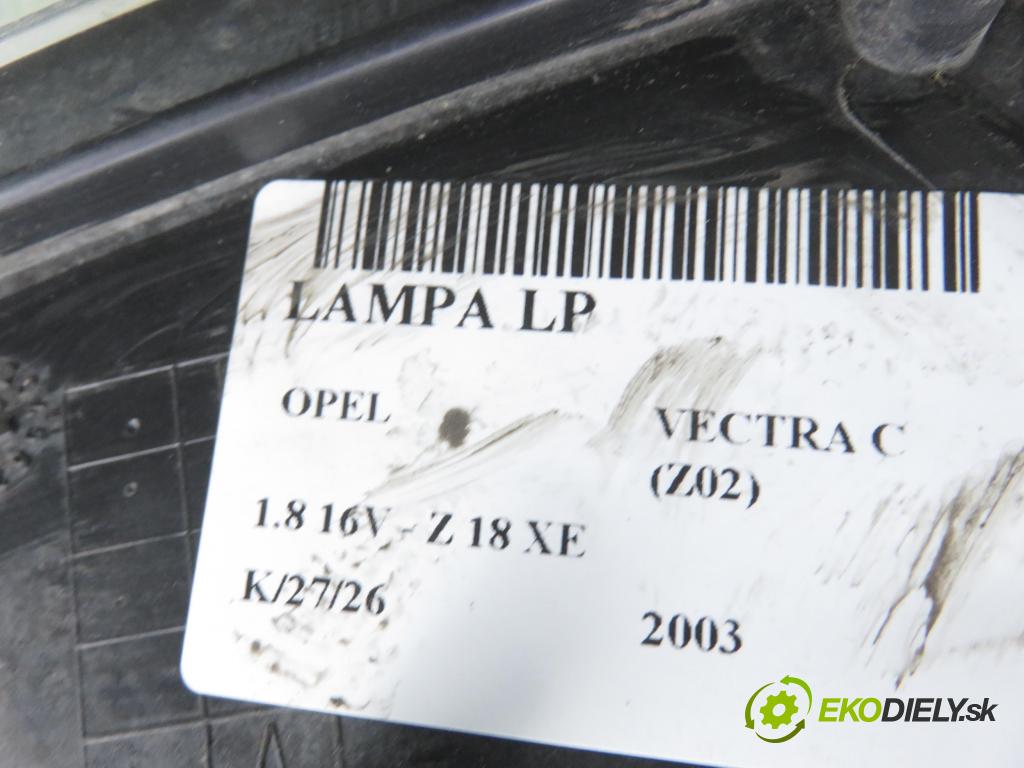 LAMPA LP
OPEL
VECTRA C
(Z02)
1.8 16V - Z 18 XE
K/27/26
2003
EKODIELY.sk